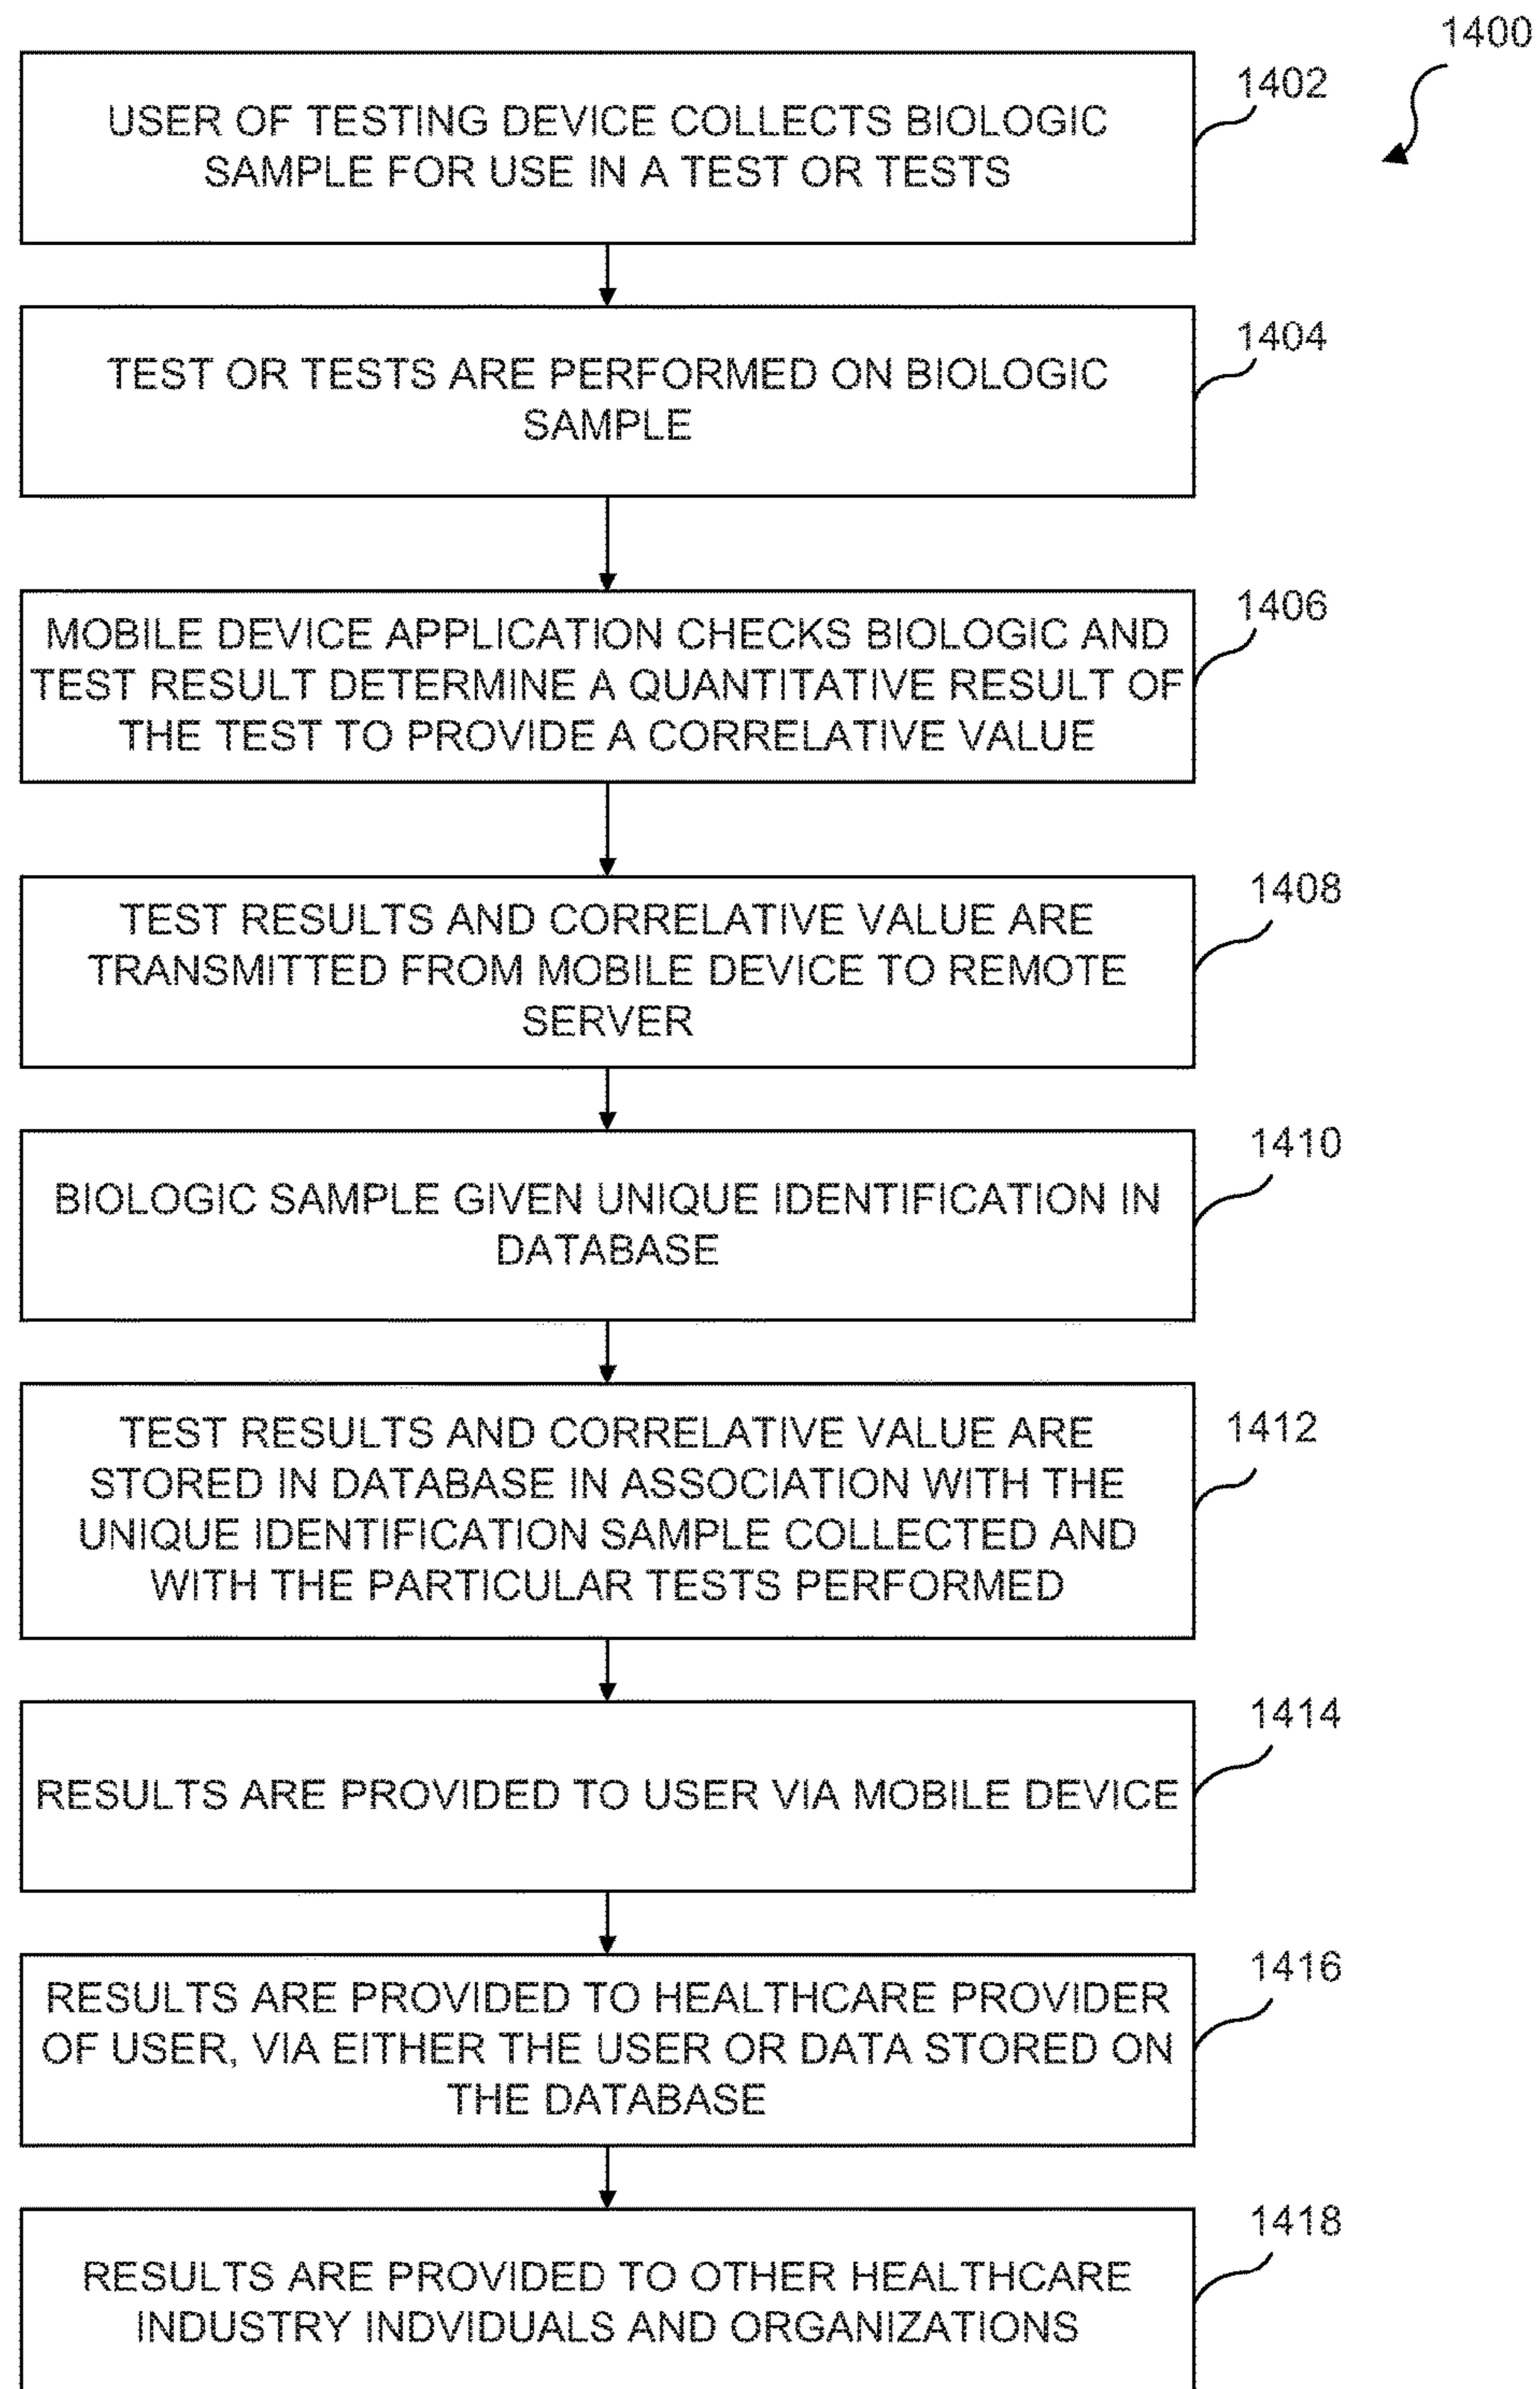 1400
1402
USER OF TESTING DEVICE COLLECTS BIOLOGIC
SAMPLE FOR USE IN A TEST OR TESTS
1404
TEST OR TESTS ARE PERFORMED ON BIOLOGIC
SAMPLE
1406
MOBILE DEVICE APPLICATION CHECKS BIOLOGIC AND
TEST RESULT DETERMINE A QUANTITATIVE RESULT OF
THE TEST TO PROVIDE A CORRELATIVE VALUE
1408
TEST RESULTS AND CORRELATIVE VALUE ARE
TRANSMITTED FROM MOBILE DEVICE TO REMOTE
SERVER
1410
BIOLOGIC SAMPLE GIVEN UNIQUE IDENTIFICATION IN
DATABASE
1412
TEST RESULTS AND CORRELATIVE VALUE ARE
STORED IN DATABASE IN ASSOCIATION WITH THE
UNIQUE IDENTIFICATION SAMPLE COLLECTED AND
WITH THE PARTICULAR TESTS PERFORMED
1414
RESULTS ARE PROVIDED TO USER VIA MOBILE DEVICE
1416
RESULTS ARE PROVIDED TO HEALTHCARE PROVIDER
OF USER, VIA EITHER THE USER OR DATA STORED ON
THE DATABASE
1418
RESULTS ARE PROVIDED TO OTHER HEALTHCARE
INDUSTRY INDVIDUALS AND ORGANIZATIONS